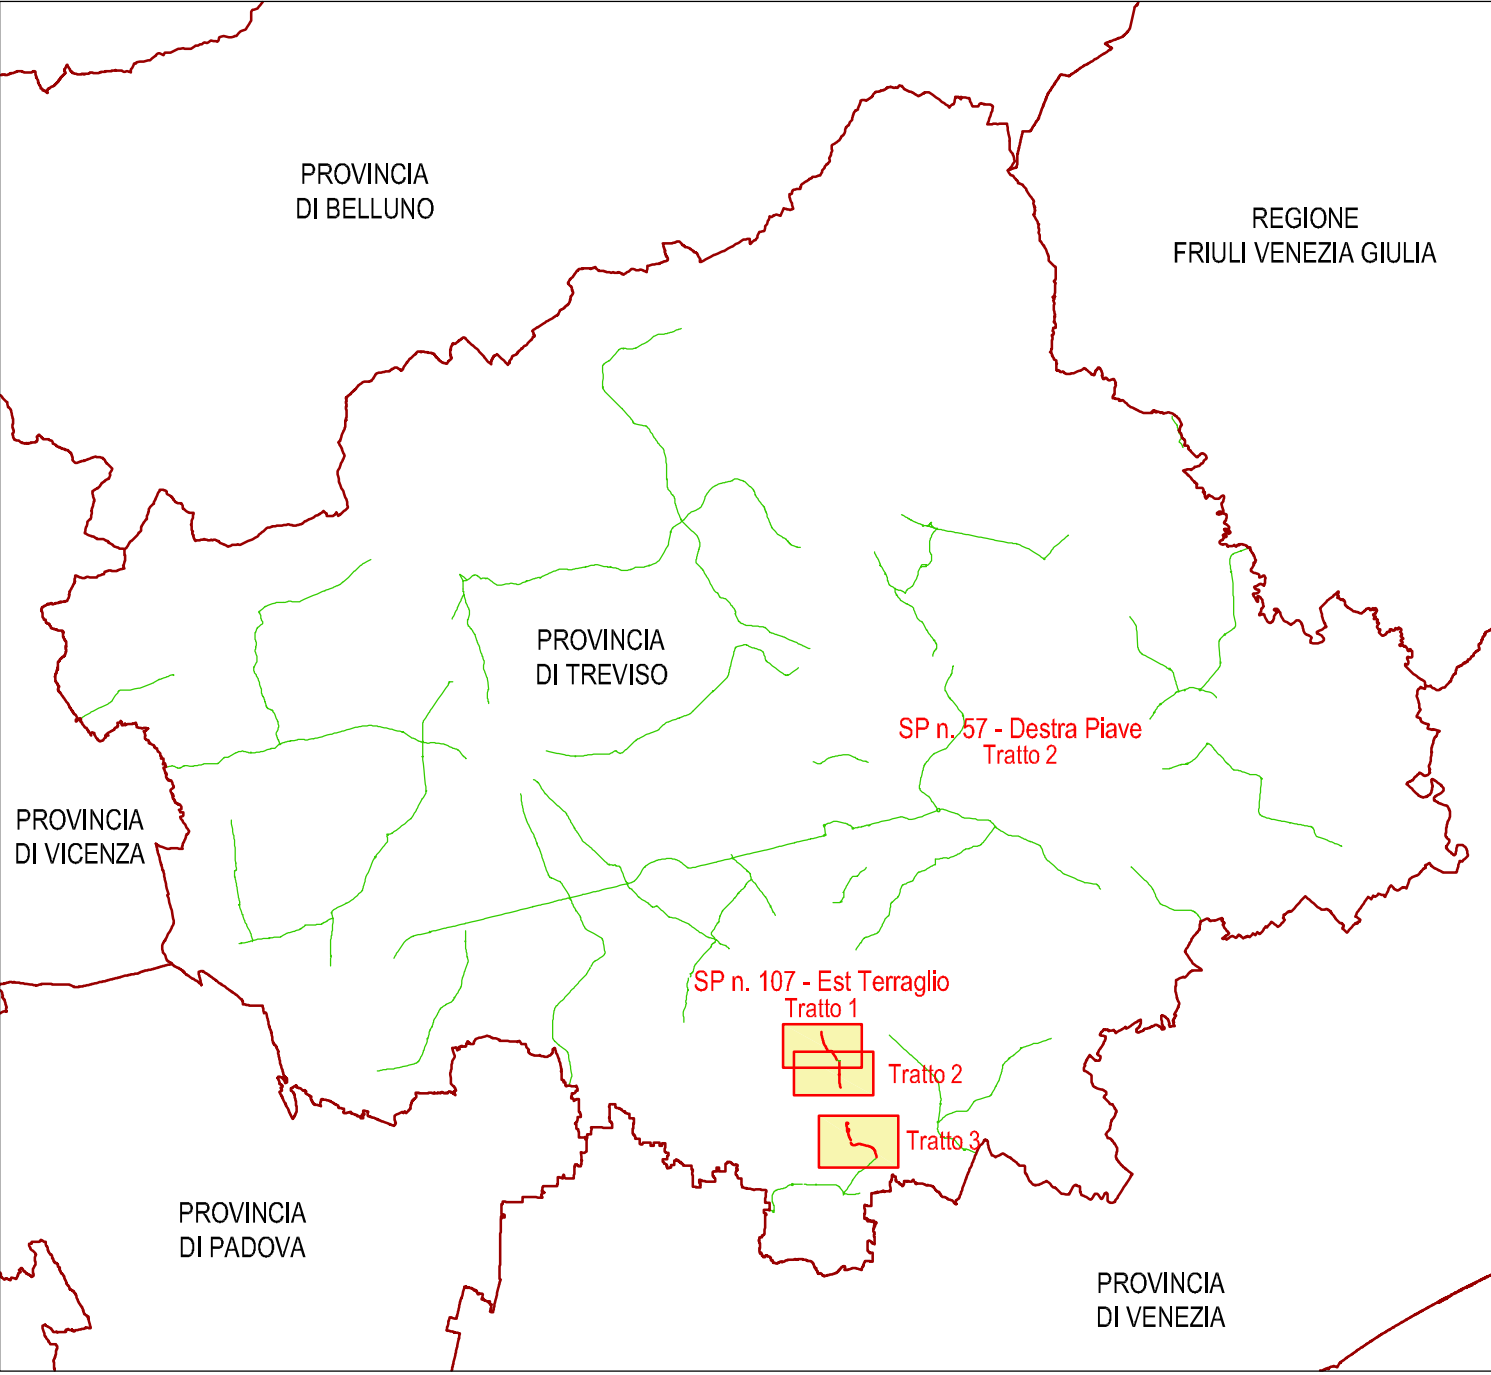 PROVINCIA
DI BELLUNO
REGIONE
FRIULI VENEZIA GIULIA
PROVINCIA
DI TREVISO
SP n. 57 - Destra Piave
Tratto 2
PROVINCIA
DI VICENZA
SP n. 107 - Est Terraglio
Tratto 1
Tratto 2
Tratto 3
PROVINCIA
DI PADOVA
PROVINCIA
DI VENEZIA